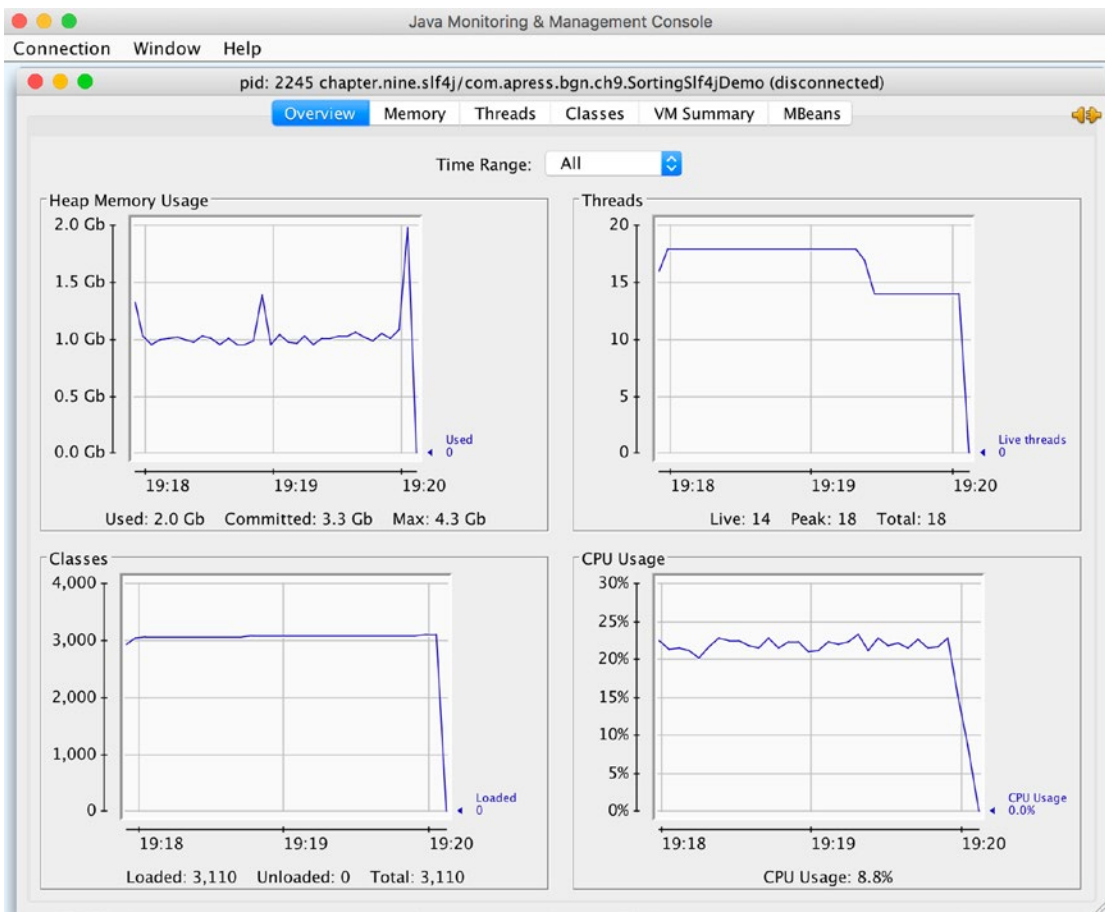 Java Monitoring & Management Console
Connection Window Help
pid: 2245 chapter.nine.slf4j/com.apress.bgn.ch9.SortingSlf4jDemo (disconnected)
Overview Memory Threads Classes VM Summary MBeans
Time Range: All
Heap Memory Usage
2.0 Gb
1.5 Gb
1.0 Gb
0.5 Gb
0.0 Gb
Used
0
19:18 19:19 19:20
Used: 2.0 Gb Committed: 3.3 Gb Max: 4.3 Gb
Threads
20
15
10
5
0
Live threads
0
19:18 19:19 19:20
Live: 14 Peak: 18 Total: 18
Classes
4,000
3,000
2,000
1,000
0
Loaded
0
19:18 19:19 19:20
Loaded: 3,110 Unloaded: 0 Total: 3,110
CPU Usage
30%
25%
20%
15%
10%
5%
0%
CPU Usage
0.0%
19:18 19:19 19:20
CPU Usage: 8.8%